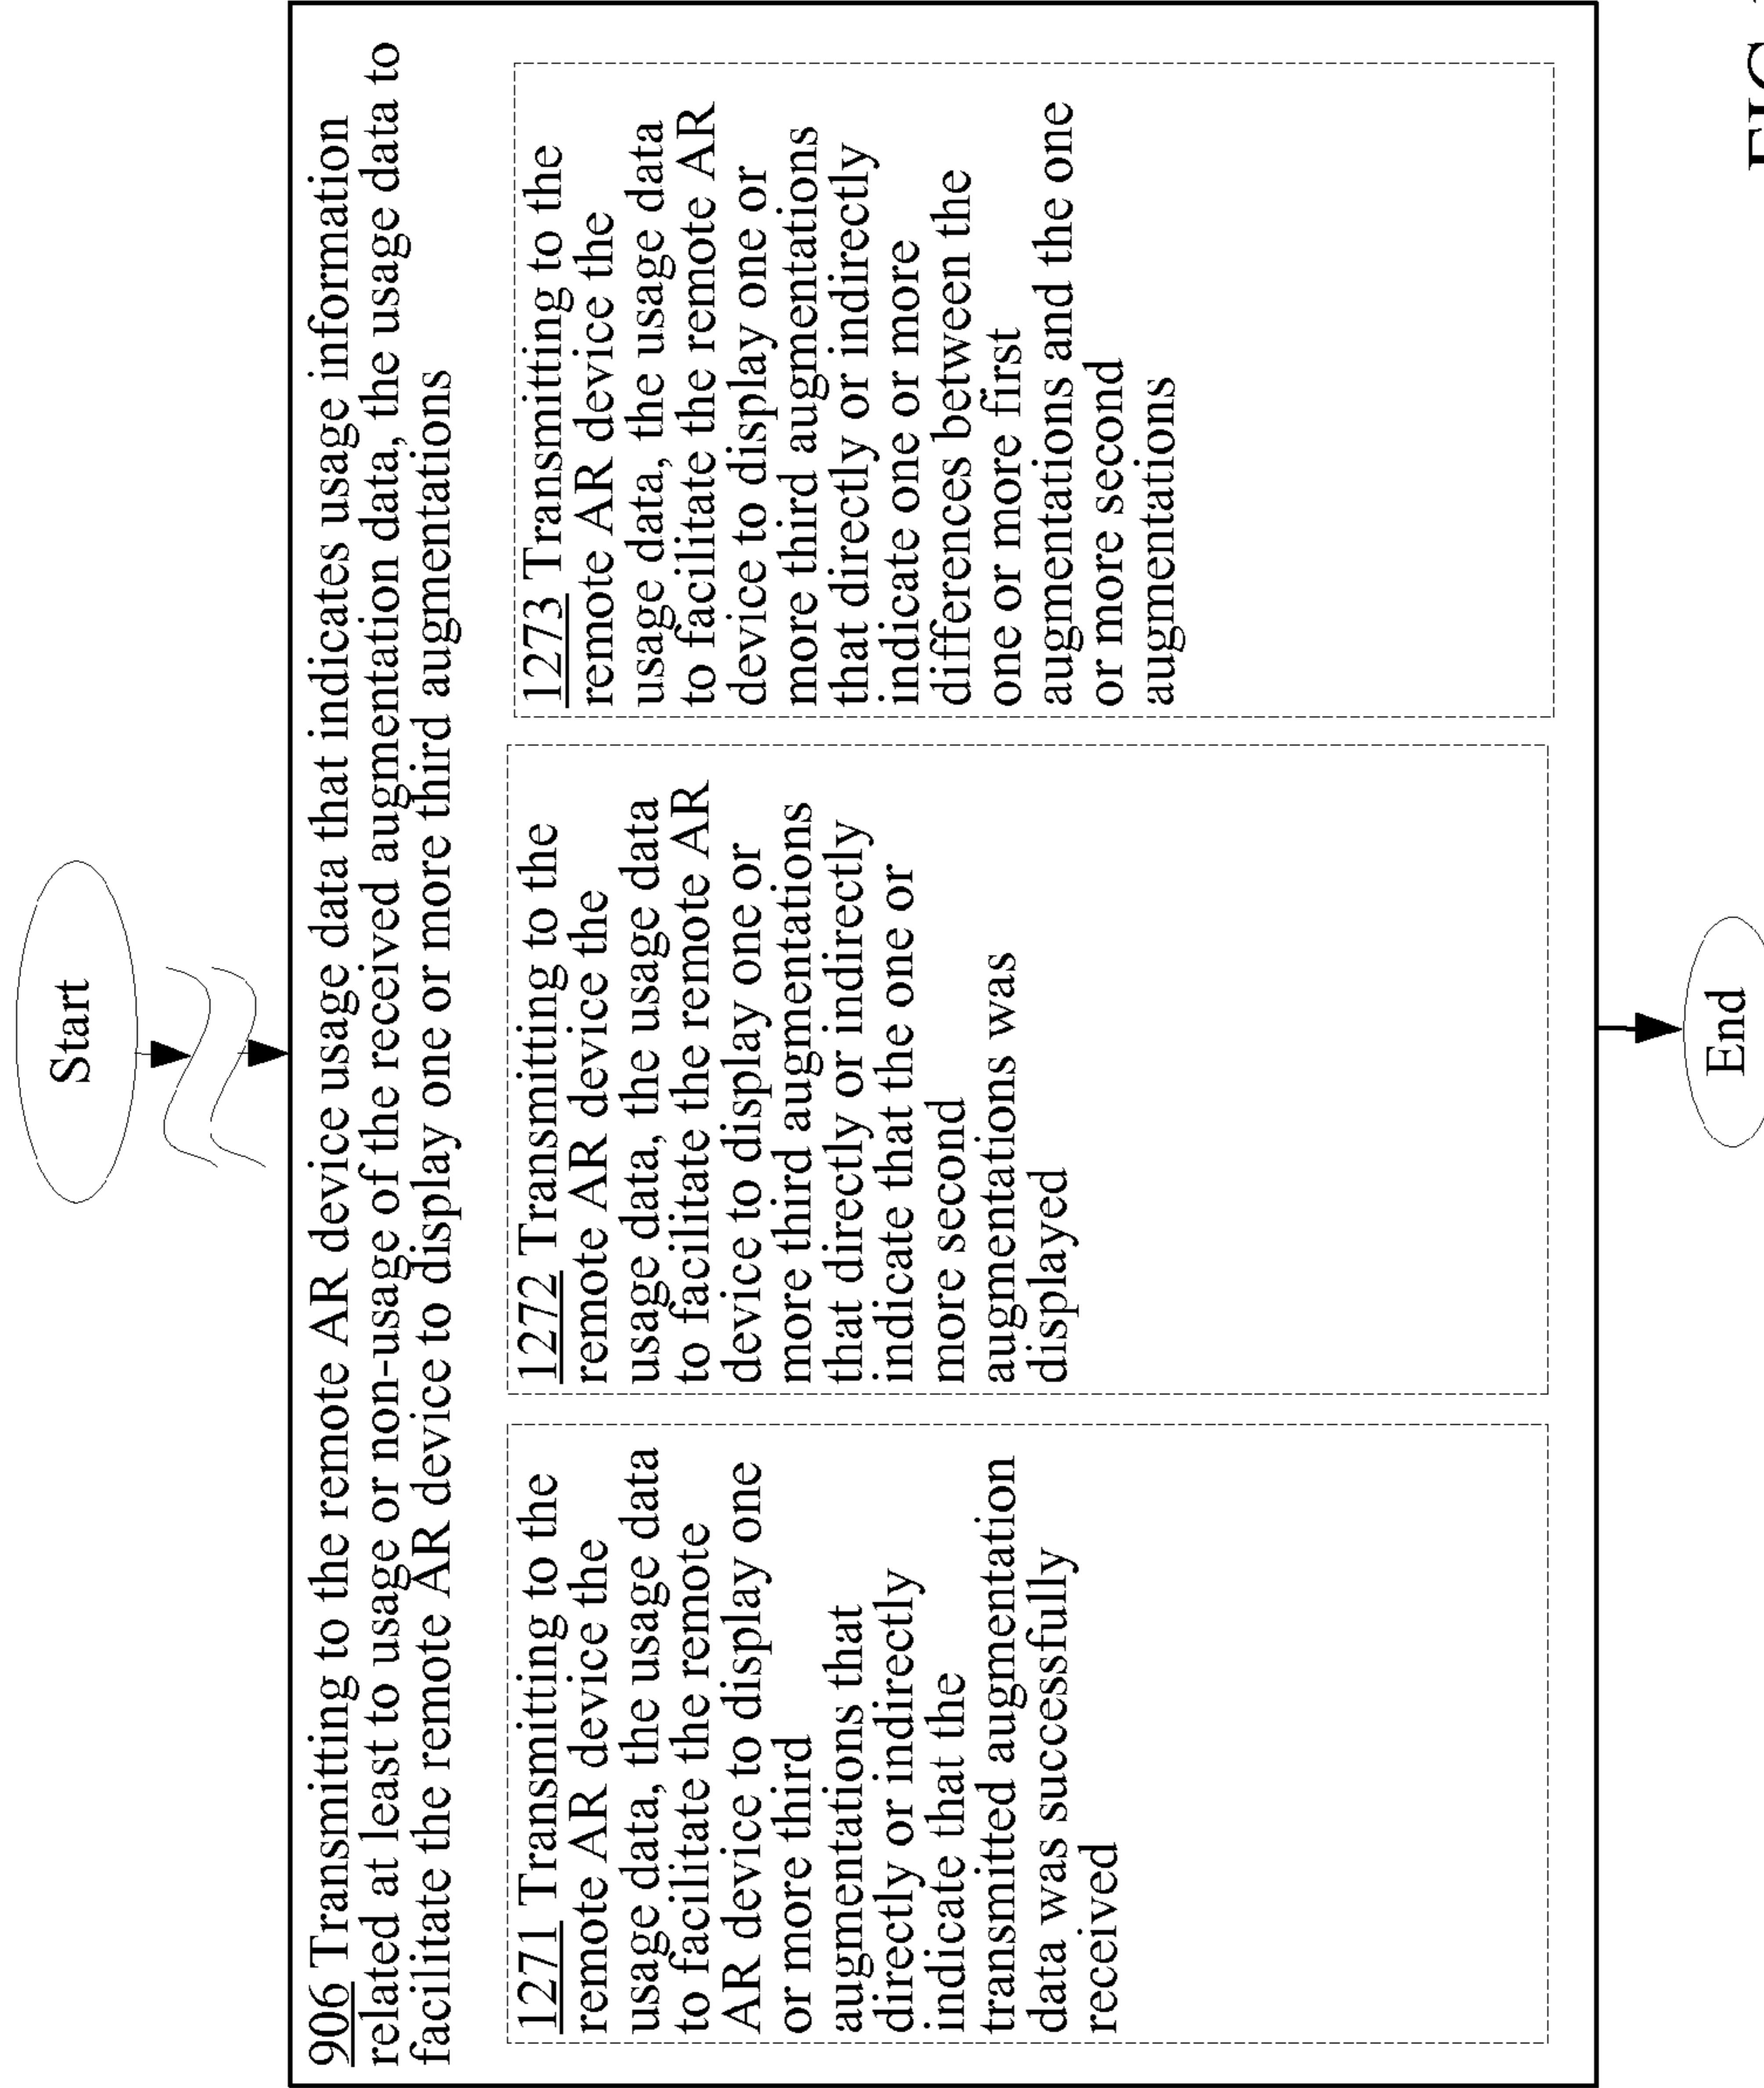 Start
906 Transmitting to the remote AR device usage data that indicates usage information
related at least to usage or non-usage of the received augmentation data, the usage data to
facilitate the remote AR device to display one or more third augmentations
1271 Transmitting to the
remote AR device the
usage data, the usage data
to facilitate the remote
AR device to display one
or more third
augmentations that
directly or indirectly
indicate that the
transmitted augmentation
data was successfully
received
1272 Transmitting to the
remote AR device the
usage data, the usage data
to facilitate the remote AR
device to display one or
more third augmentations
that directly or indirectly
indicate that the one or
more second
augmentations was
displayed
1273 Transmitting to the
remote AR device the
usage data, the usage data
to facilitate the remote AR
device to display one or
more third augmentations
that directly or indirectly
indicate one or more
differences between the
one or more first
augmentations and the one
or more second
augmentations
End